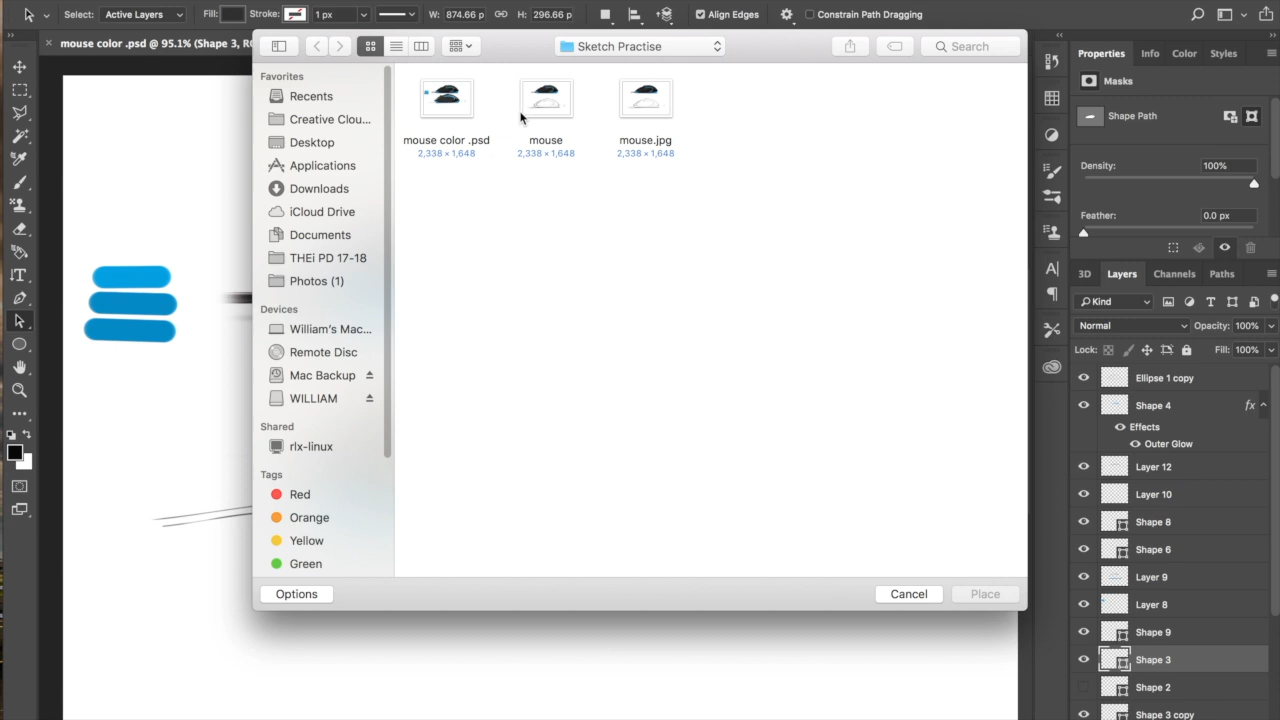 Select: Active Layers Fill: Stroke: 1 px W: 874.66 p H: 296.66 p Align Edges Constrain Path Dragging
× mouse color .psd @ 95.1% (Shape 3, R
Sketch Practise
Search
Favorites
Recents
Creative Clou...
Desktop
Applications
Downloads
iCloud Drive
Documents
THEi PD 17-18
Photos (1)
Devices
William's Mac...
Remote Disc
Mac Backup
WILLIAM
Shared
rlx-linux
Tags
Red
Orange
Yellow
Green
mouse color .psd
2,338 × 1,648
mouse
2,338 × 1,648
mouse.jpg
2,338 × 1,648
Options
Cancel
Place
Properties Info Color Styles
Masks
Shape Path
Density: 100%
Feather: 0.0 px
3D Layers Channels Paths
Kind
Normal Opacity: 100%
Lock: Fill: 100%
Ellipse 1 copy
Shape 4 fx
Effects
Outer Glow
Layer 12
Layer 10
Shape 8
Shape 6
Layer 9
Layer 8
Shape 9
Shape 3
Shape 2
Shape 3 copy